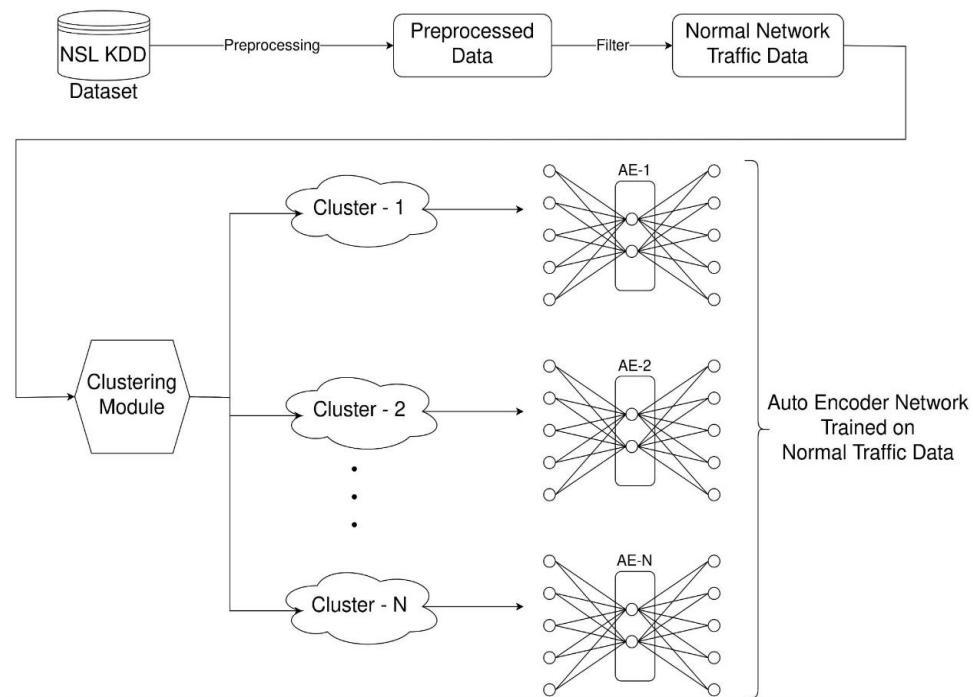 NSL KDD
Dataset
Preprocessing
Preprocessed
Data
Filter
Normal Network
Traffic Data
Cluster - 1
AE-1
Clustering
Module
Cluster - 2
AE-2
Auto Encoder Network
Trained on
Normal Traffic Data
Cluster - N
AE-N